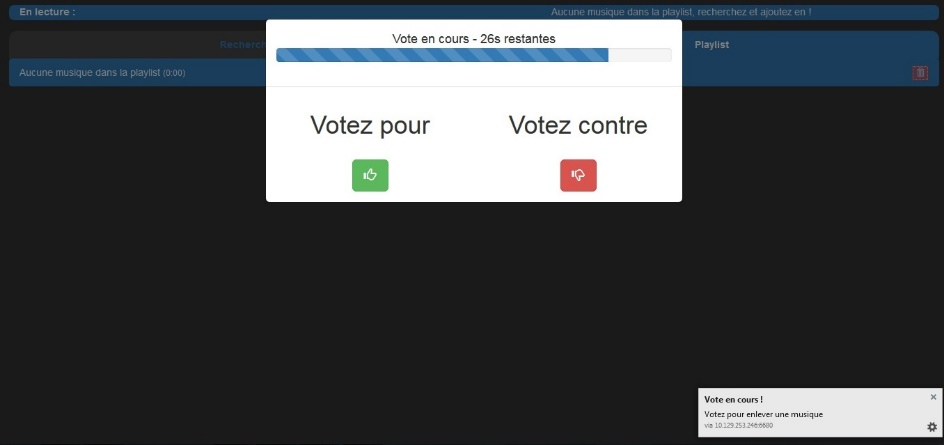 En lecture :
Aucune musique dans la playlist, recherchez et ajoutez en !
Vote en cours - 26s restantes
Recherch
Playlist
Aucune musique dans la playlist (0:00)
Votez pour
Votez contre
Vote en cours !
Votez pour enlever une musique
via 10.129.253.246:6680